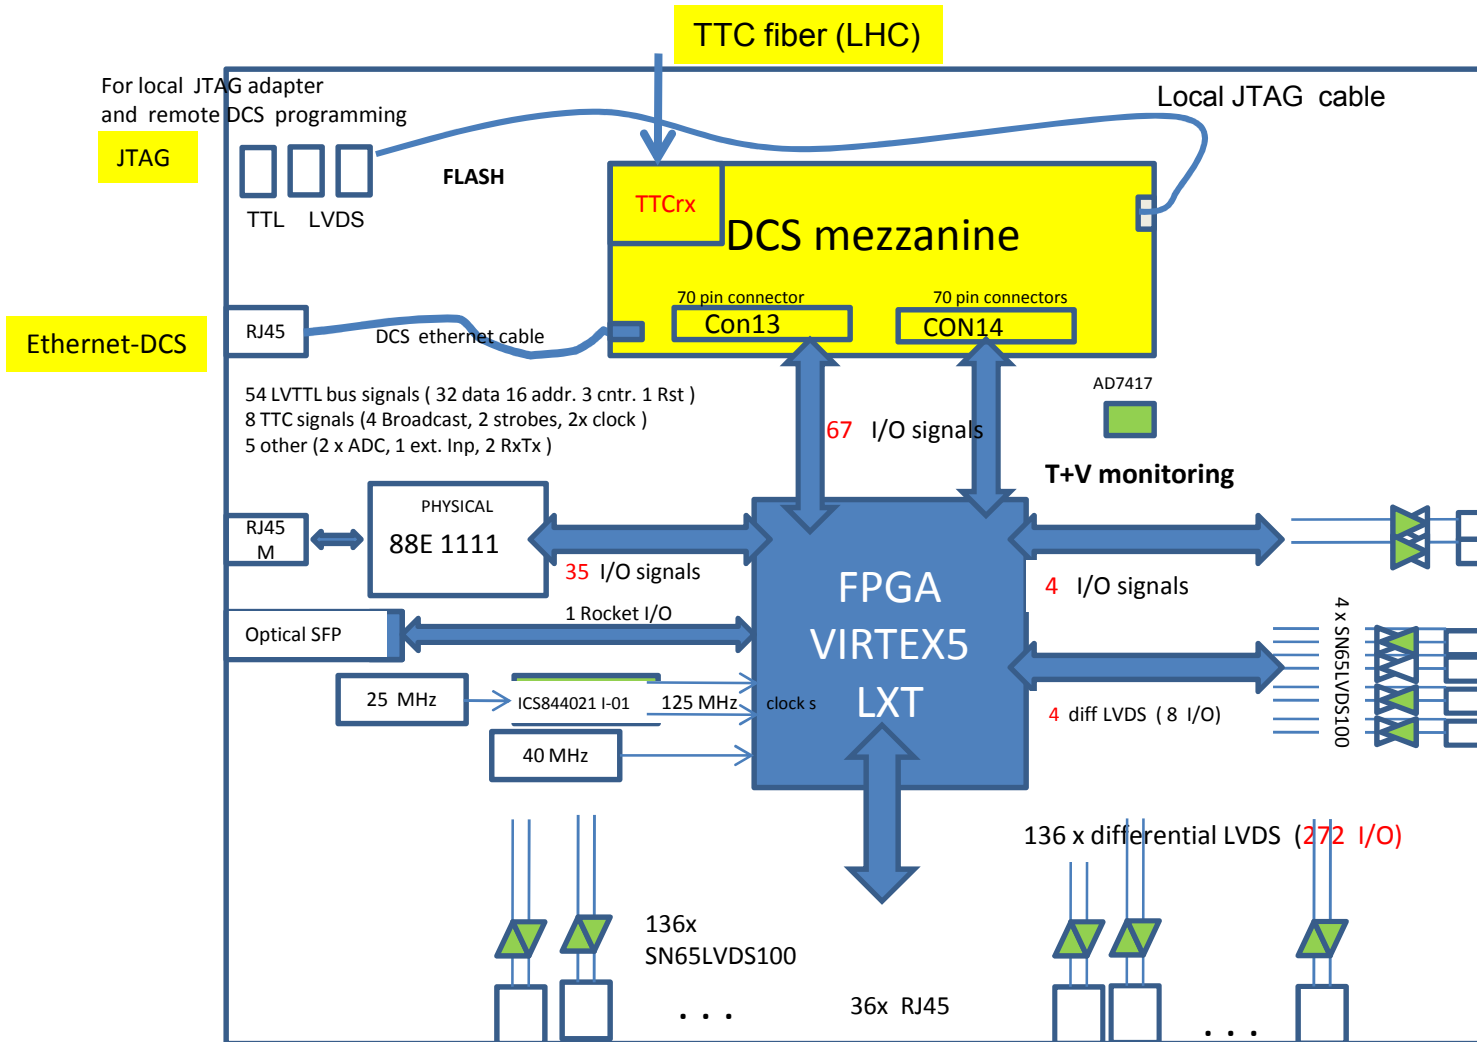 TTC fiber (LHC)
For local JTAG adapter
and remote DCS programming
Local JTAG cable
JTAG
FLASH
TTL LVDS
TTCrx
DCS mezzanine
70 pin connector
70 pin connectors
Con13
CON14
Ethernet-DCS
RJ45
DCS ethernet cable
54 LVTTL bus signals ( 32 data 16 addr. 3 cntr. 1 Rst )
8 TTC signals (4 Broadcast, 2 strobes, 2x clock )
5 other (2 x ADC, 1 ext. Inp, 2 RxTx )
AD7417
67 I/O signals
T+V monitoring
RJ45
M
PHYSICAL
88E 1111
35 I/O signals
4 I/O signals
FPGA
VIRTEX5
LXT
1 Rocket I/O
Optical SFP
4 x SN65LVDS100
25 MHz
ICS844021 I-01
125 MHz
clock s
4 diff LVDS ( 8 I/O)
40 MHz
136 x differential LVDS (272 I/O)
136x
SN65LVDS100
. . .
36x RJ45
. . .